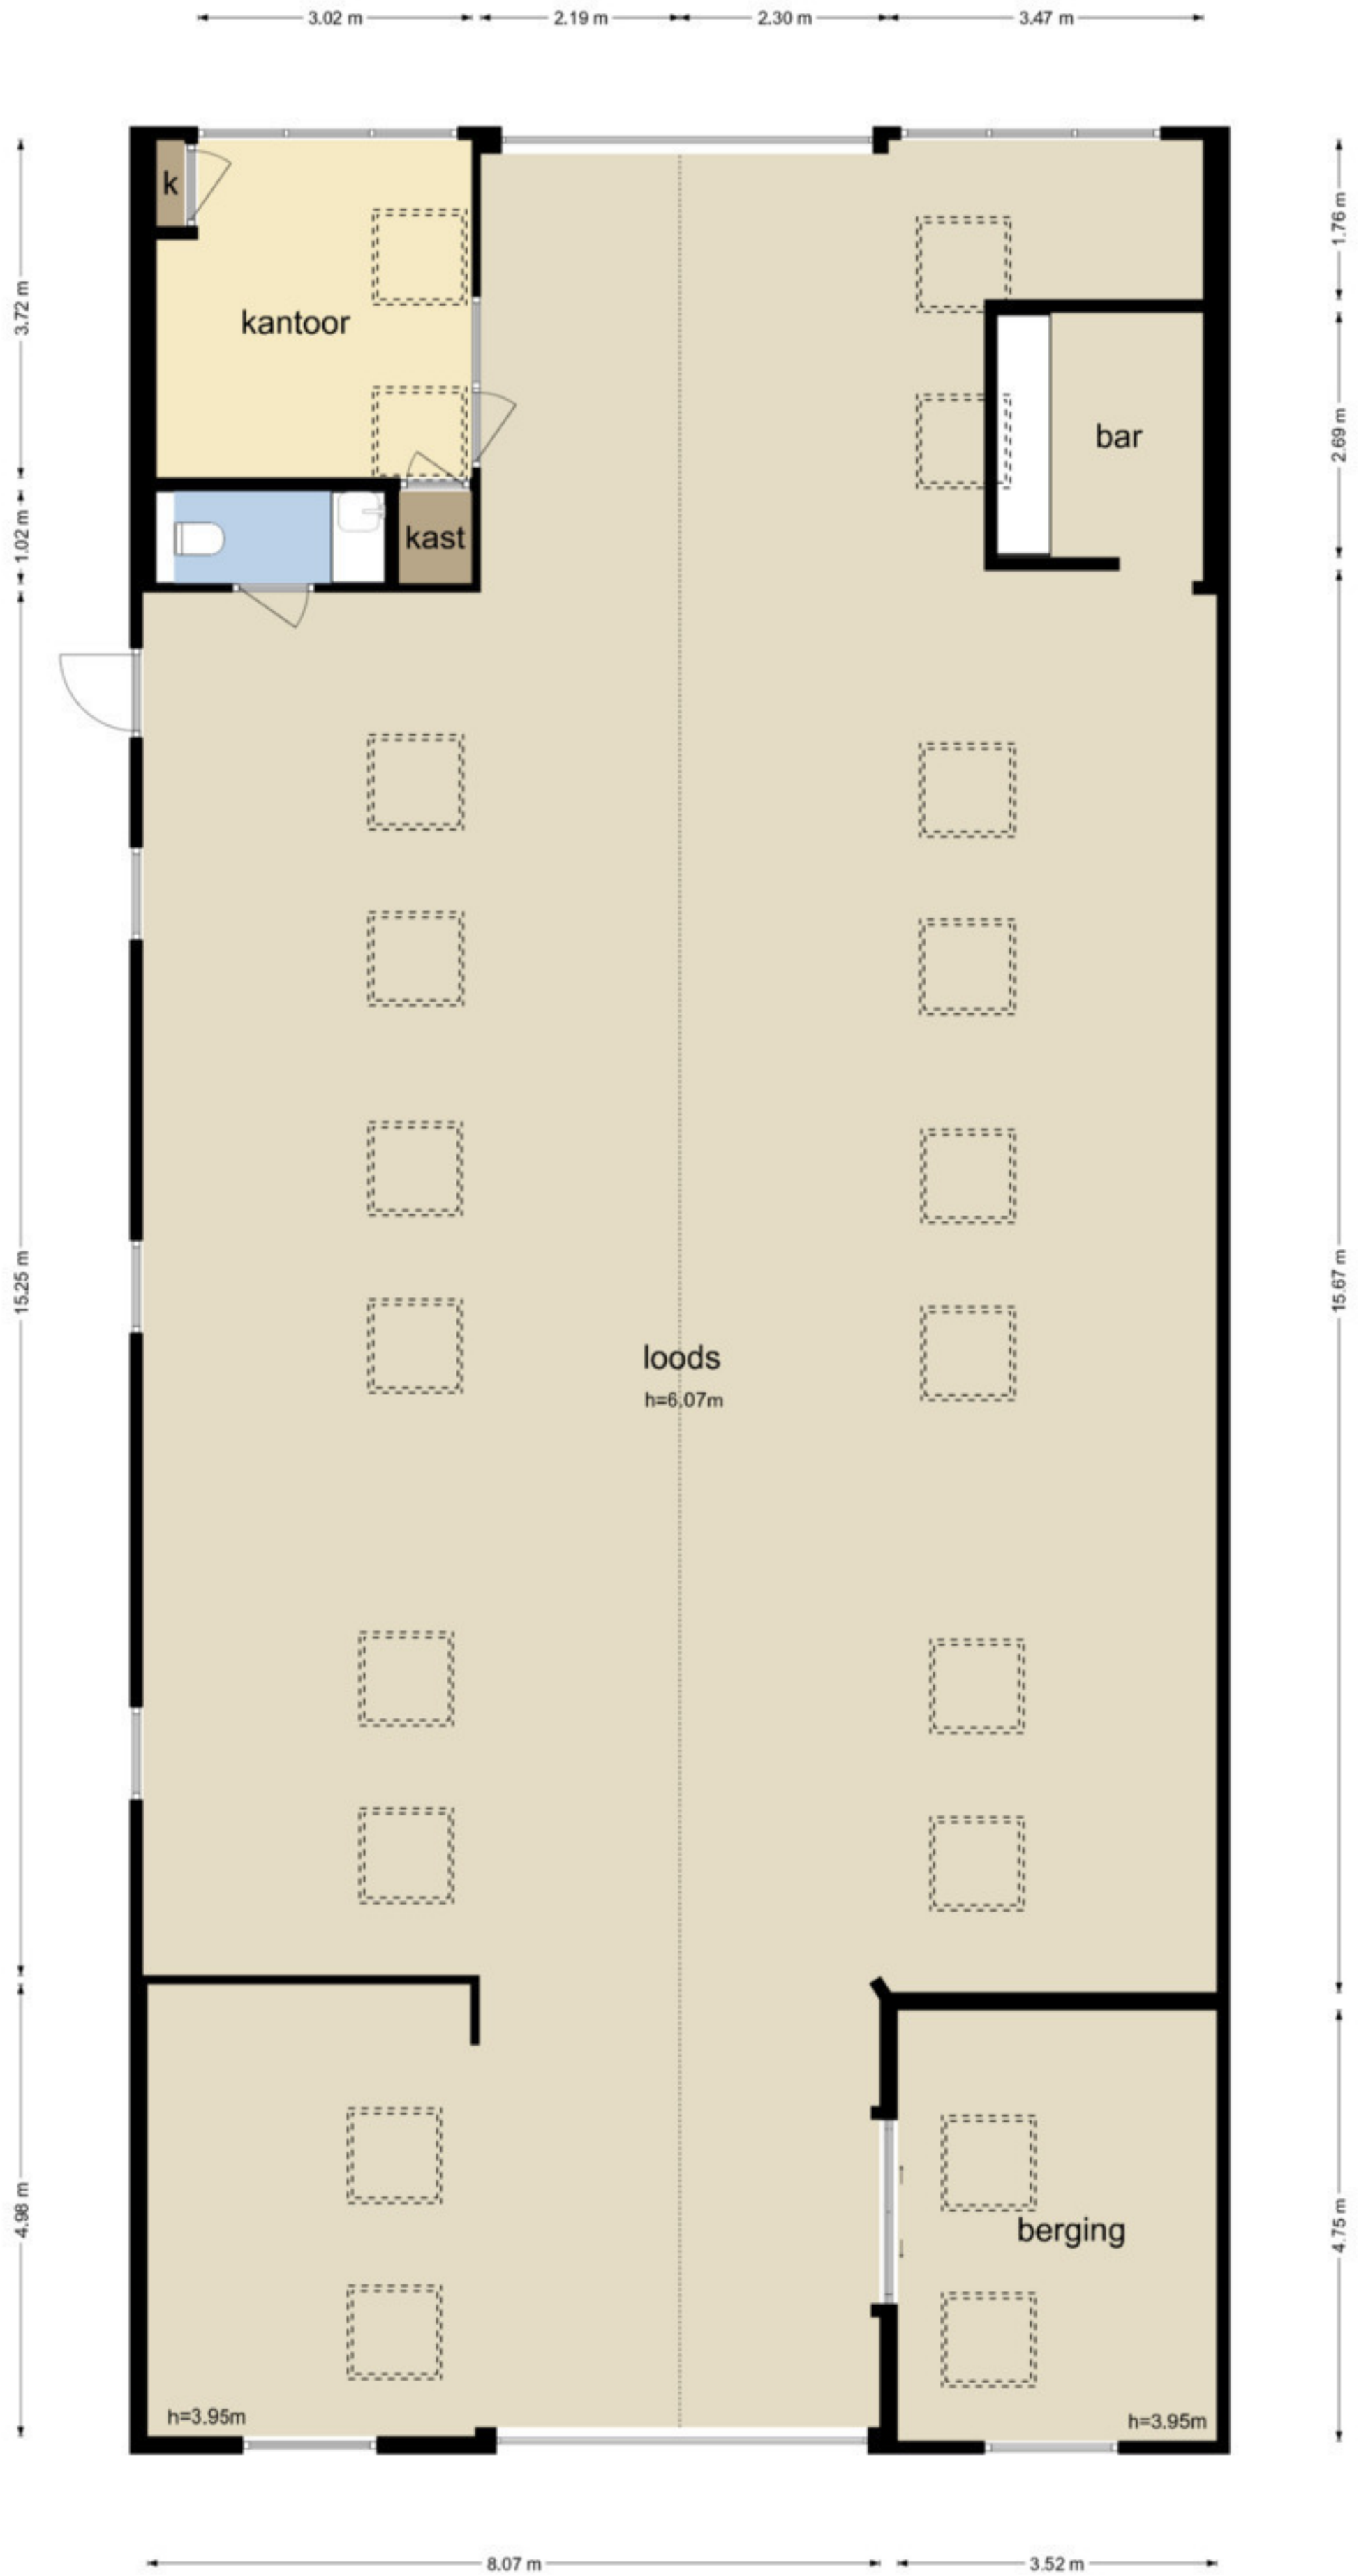 3.02 m
2.19 m
2.30 m
3.47 m
k
1.76 m
3.72 m
kantoor
bar
2.69 m
1.02 m
kast
15.25 m
15.67 m
loods
h=6.07m
4.98 m
4.75 m
berging
h=3.95m
h=3.95m
8.07 m
3.52 m